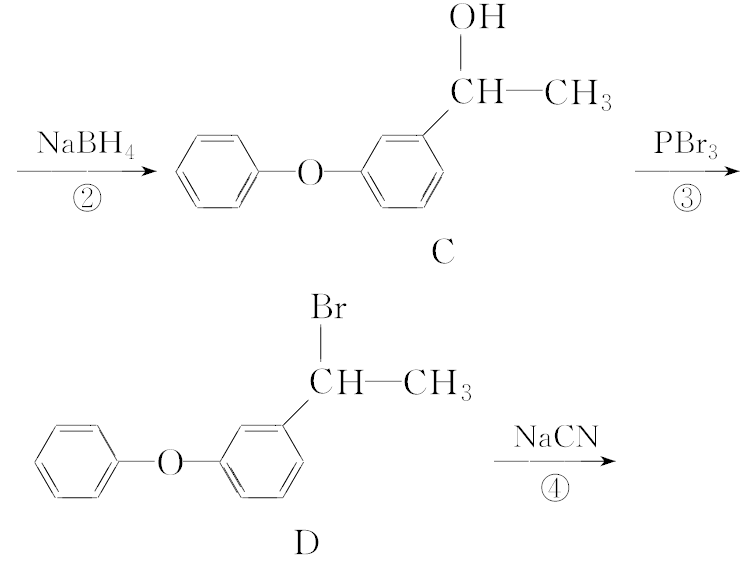 OH
CH—CH₃
NaBH₄
②
O
PBr₃
③
C
Br
CH—CH₃
O
NaCN
④
D